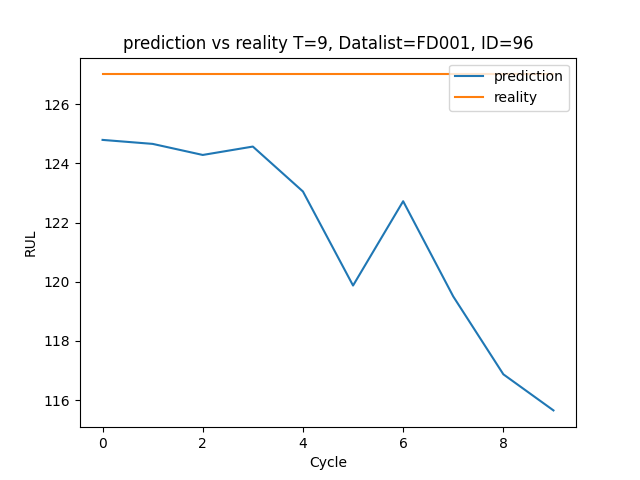 prediction vs reality T=9, Datalist=FD001, ID=96
prediction
reality
126
124
122
120
118
116
RUL
0 2 4 6 8
Cycle